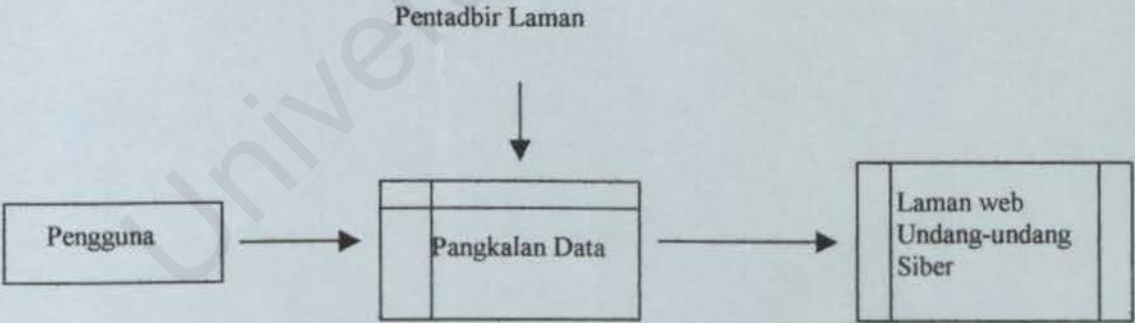 Pentadbir Laman
Pengguna
Pangkalan Data
Laman web
Undang-undang
Siber